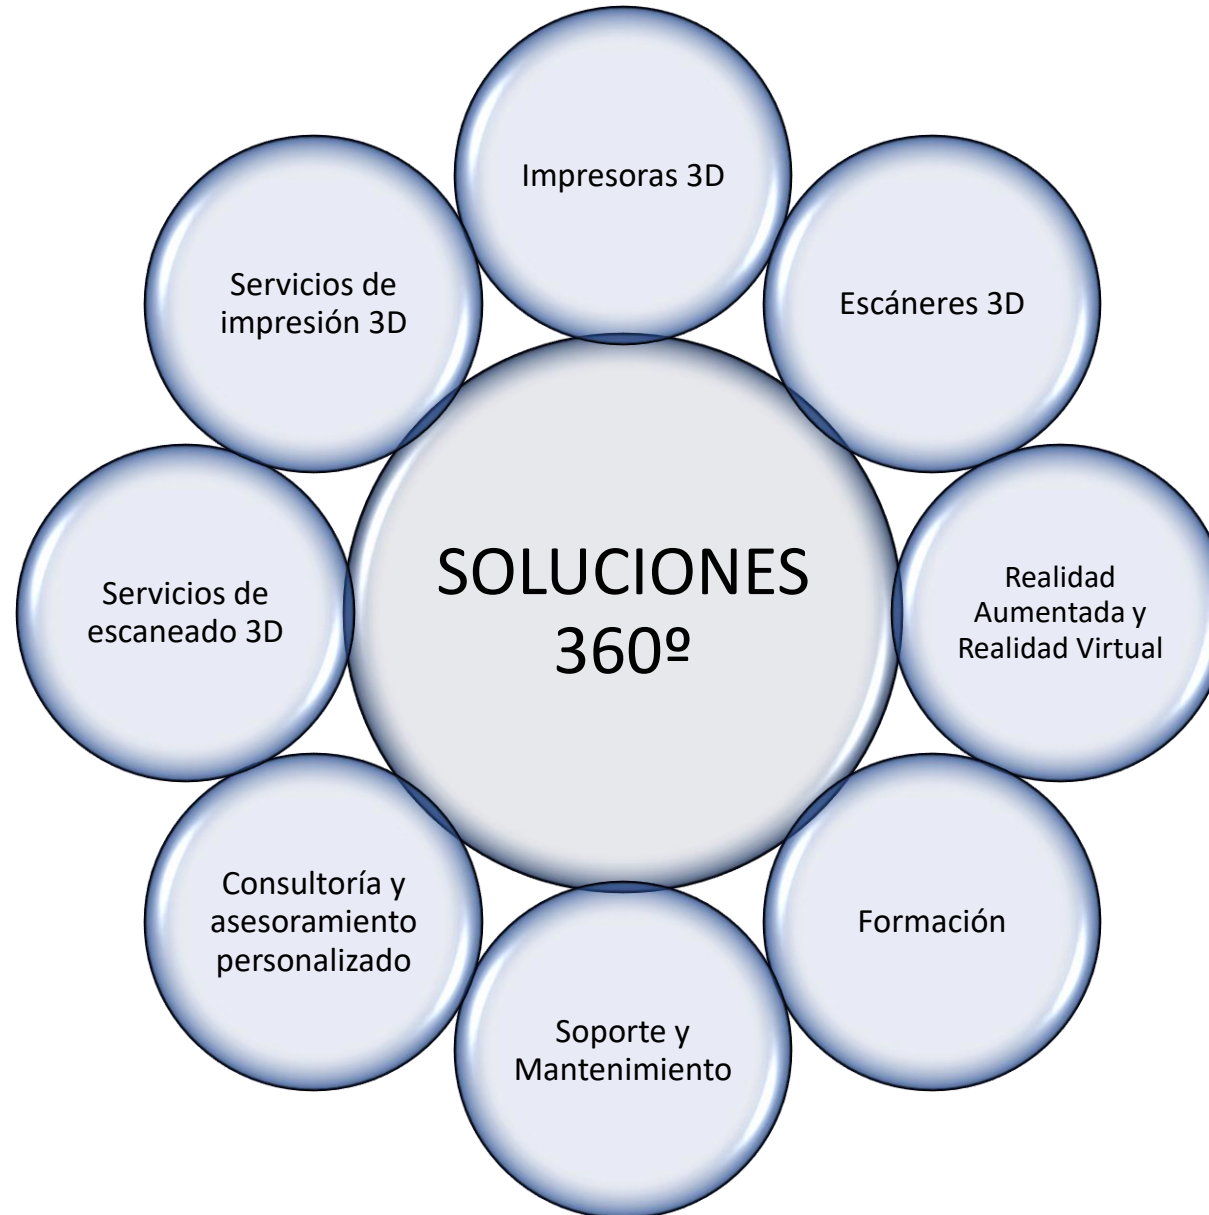 Impresoras 3D
Escáneres 3D
Realidad
Aumentada y
Realidad Virtual
Formación
Soporte y
Mantenimiento
Consultoría y
asesoramiento
personalizado
Servicios de
escaneado 3D
Servicios de
impresión 3D
SOLUCIONES
360º